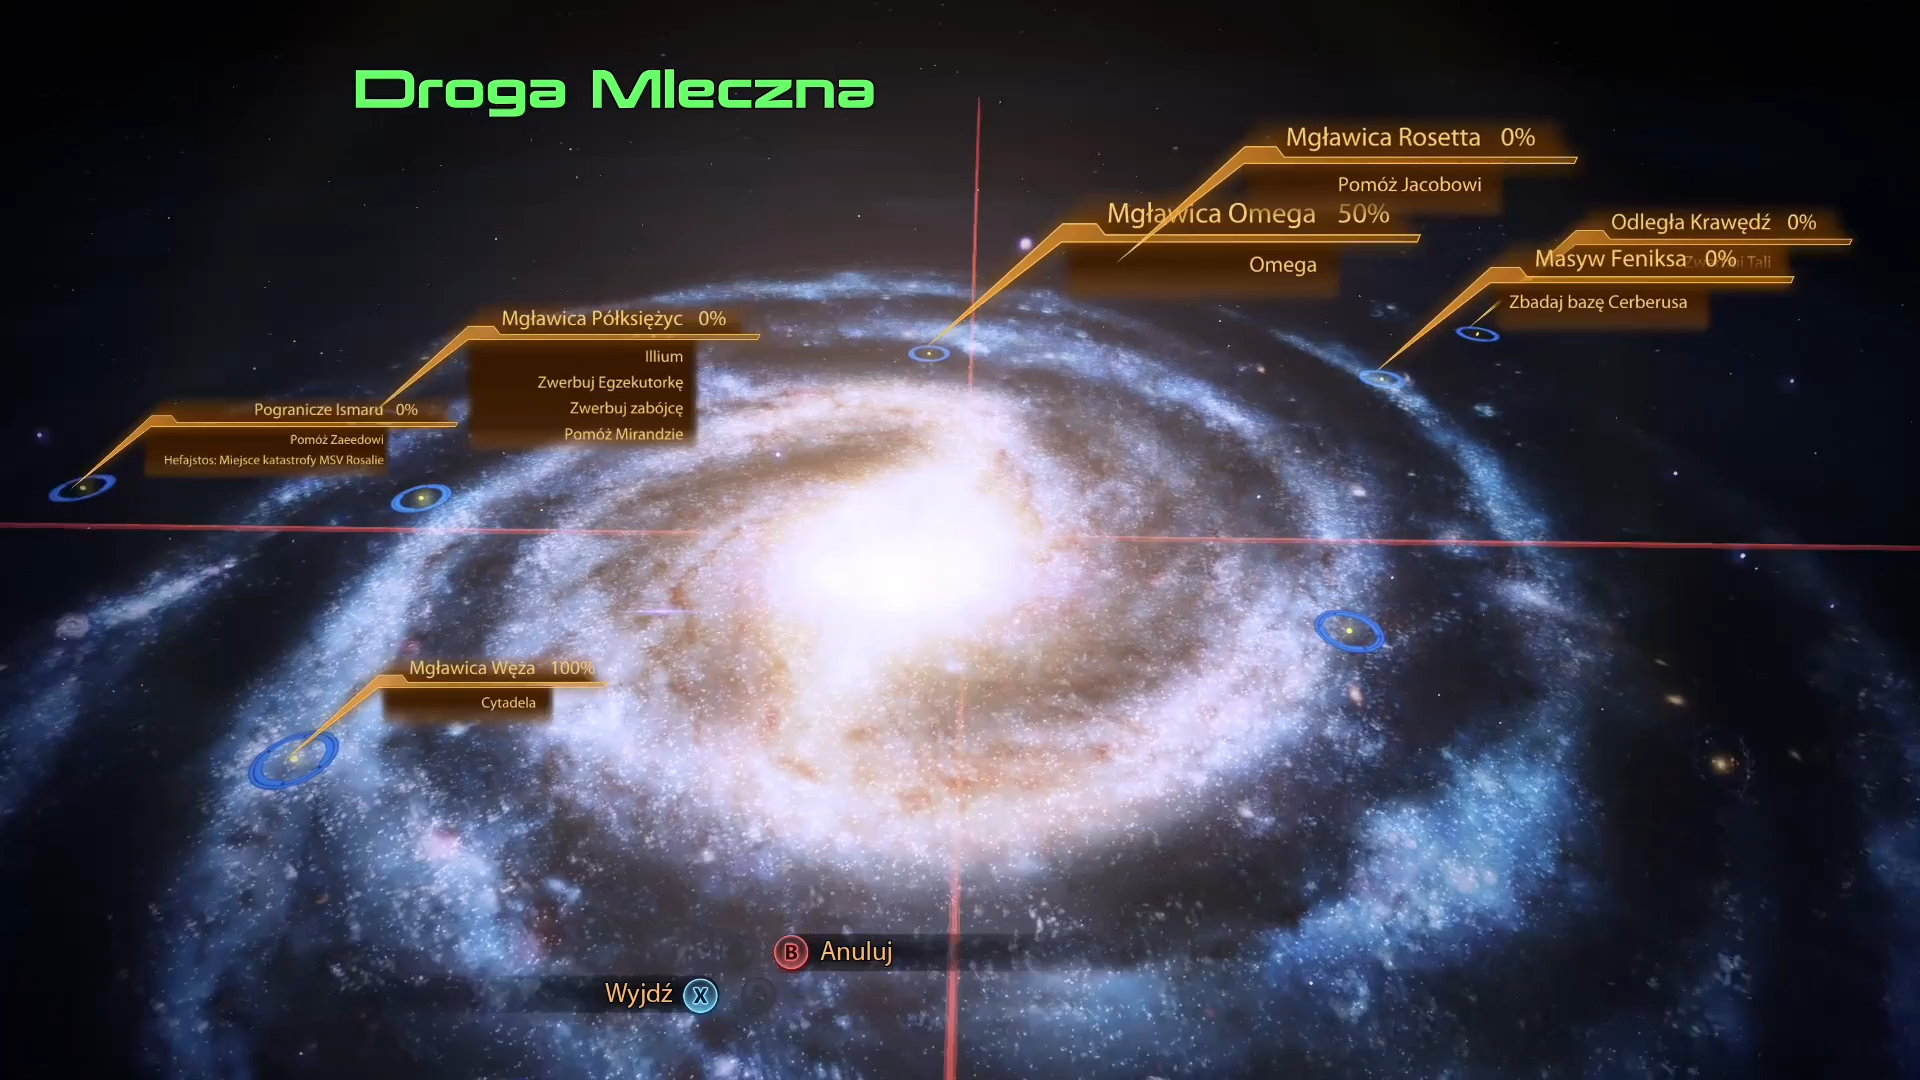 Droga Mleczna
Mgławica Rosetta 0%
Pomóż Jacobowi
Mgławica Omega 50%
Omega
Odległa Krawędź 0%
Tali
Masyw Feniksa 0%
Zbadaj bazę Cerberusa
Mgławica Półksiężyc 0%
Illium
Zwerbuj Egzekutorkę
Zwerbuj zabójcę
Pomóż Mirandzie
Pogranicze Ismaru 0%
Pomóż Zaeedowi
Hefajstos: Miejsce katastrofy MSV Rosalie
Mgławica Węża 100%
Cytadela
B Anuluj
Wyjdź X